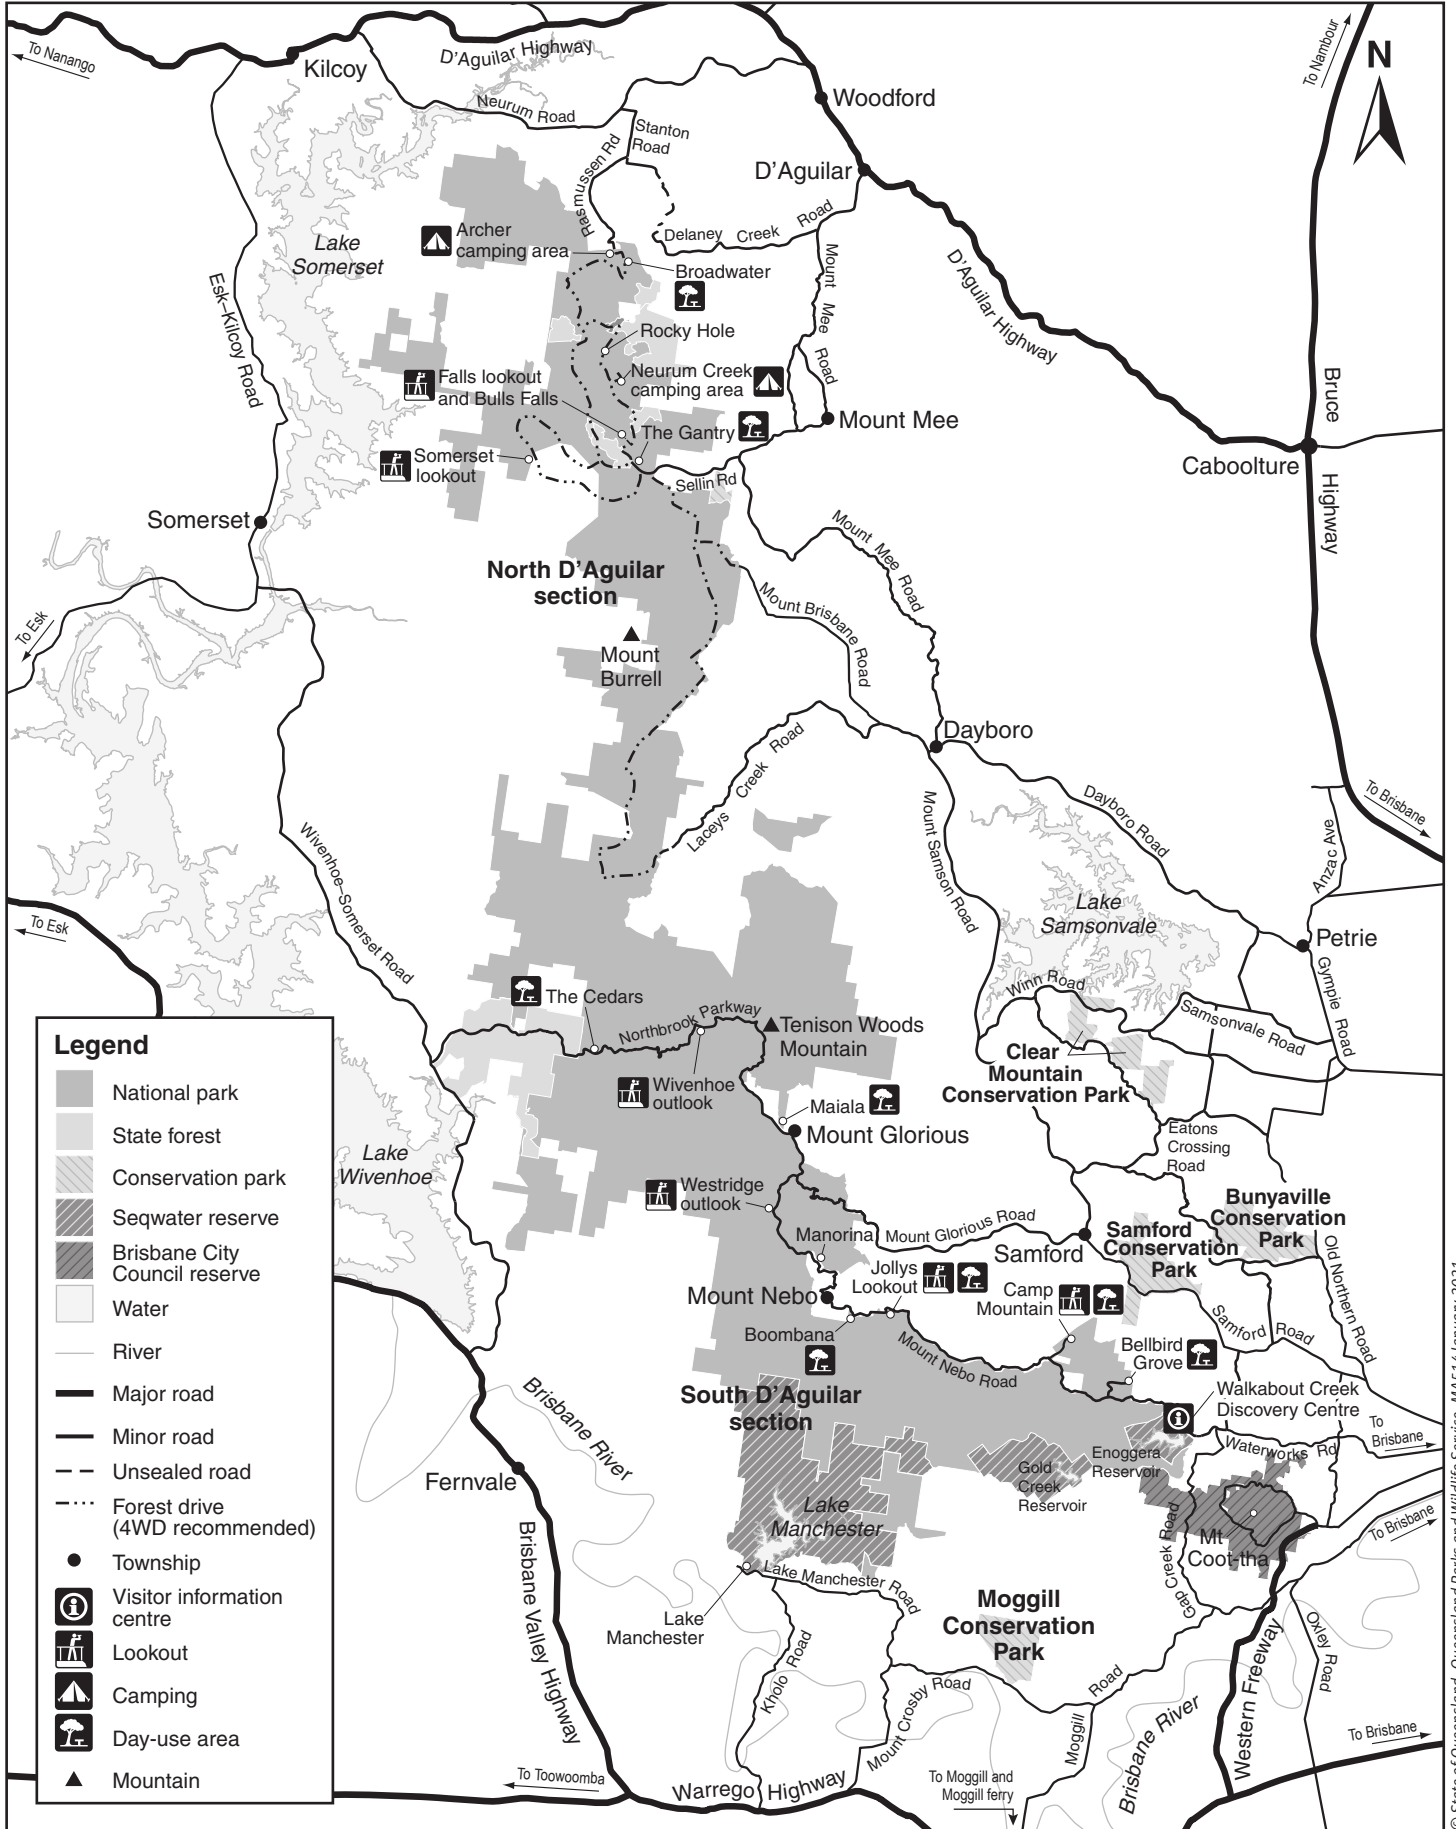 To Nanango
Kilcoy
D'Aguilar Highway
Neurum Road
Woodford
To Nambour
N
Stanton
Road
Rasmussen Rd
D'Aguilar
Delaney Creek Road
Archer
camping area
Lake
Somerset
Broadwater
Mount Mee Road
D'Aguilar Highway
Esk–Kilcoy Road
Rocky Hole
Falls lookout
and Bulls Falls
Neurum Creek
camping area
The Gantry
Mount Mee
Bruce
Highway
Caboolture
Somerset
lookout
Sellin Rd
Somerset
Mount Mee Road
North D'Aguilar
section
Mount Brisbane Road
To Esk
Mount
Burrell
Dayboro
Laceys Creek Road
Mount Samson Road
Dayboro Road
To Brisbane
Anzac Ave
Wivenhoe–Somerset Road
Lake
Samsonvale
Petrie
To Esk
The Cedars
Northbrook Parkway
Winn Road
Samsonvale Road
Gympie Road
Tenison Woods
Mountain
Clear
Mountain
Conservation Park
Wivenhoe
outlook
Maiala
Mount Glorious
Eatons
Crossing
Road
Lake
Wivenhoe
Westridge
outlook
Manorina
Mount Glorious Road
Samford
Samford
Conservation
Park
Bunyaville
Conservation
Park
Old Northern Road
Jollys
Lookout
Camp
Mountain
Mount Nebo
Boombana
Mount Nebo Road
Samford Road
Bellbird
Grove
South D'Aguilar
section
Walkabout Creek
Discovery Centre
To
Brisbane
Waterworks Rd
Brisbane River
Enoggera
Reservoir
Gold
Creek
Reservoir
Fernvale
Lake
Manchester
Mt
Coot-tha
To Brisbane
Gap Creek Road
Lake Manchester Road
Lake
Manchester
Moggill
Conservation
Park
Brisbane Valley Highway
Kholo Road
Mount Crosby Road
Moggill Road
Brisbane River
Western Freeway
Oxley Road
To Brisbane
To Toowoomba
Warrego Highway
To Moggill and
Moggill ferry
Legend
National park
State forest
Conservation park
Seqwater reserve
Brisbane City
Council reserve
Water
River
Major road
Minor road
Unsealed road
Forest drive
(4WD recommended)
Township
Visitor information
centre
Lookout
Camping
Day-use area
Mountain
© State of Queensland. Queensland Parks and Wildlife Service. MA514 January 2021